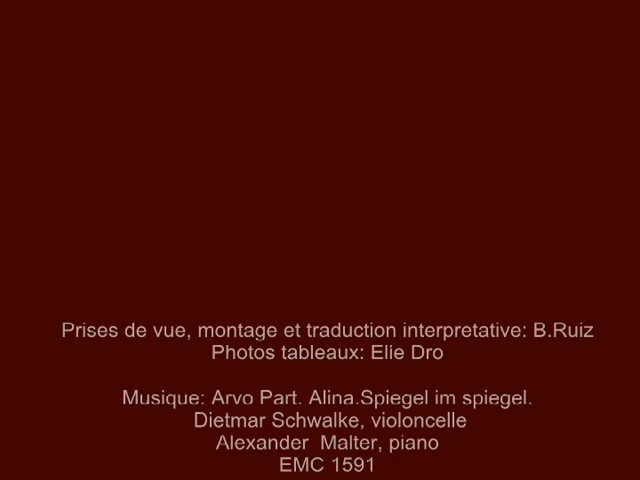 Prises de vue, montage et traduction interpretative: B.Ruiz
Photos tableaux: Elie Dro
Musique: Arvo Part. Alina.Spiegel im spiegel.
Dietmar Schwalke, violoncelle
Alexander Malter, piano
EMC 1591